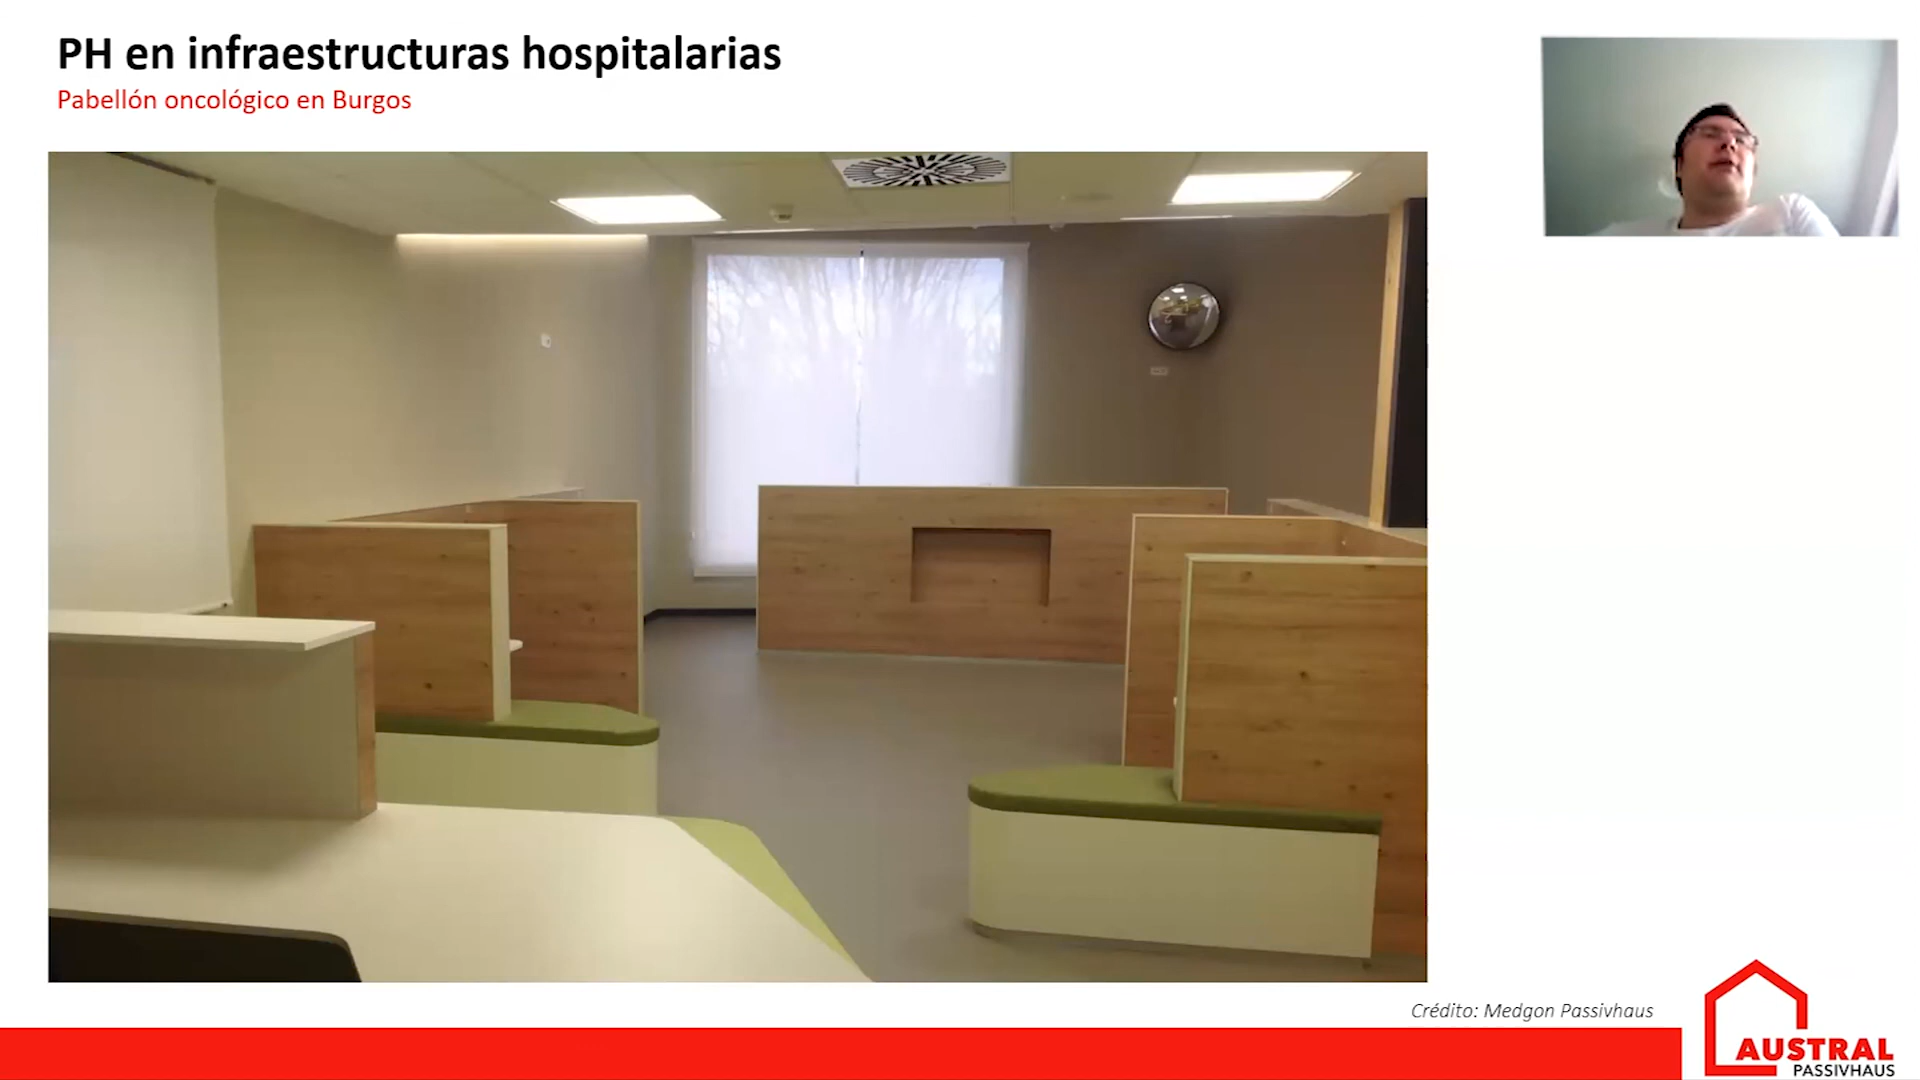 PH en infraestructuras hospitalarias
Pabellón oncológico en Burgos
Crédito: Medgon Passivhaus
AUSTRAL
PASSIVHAUS